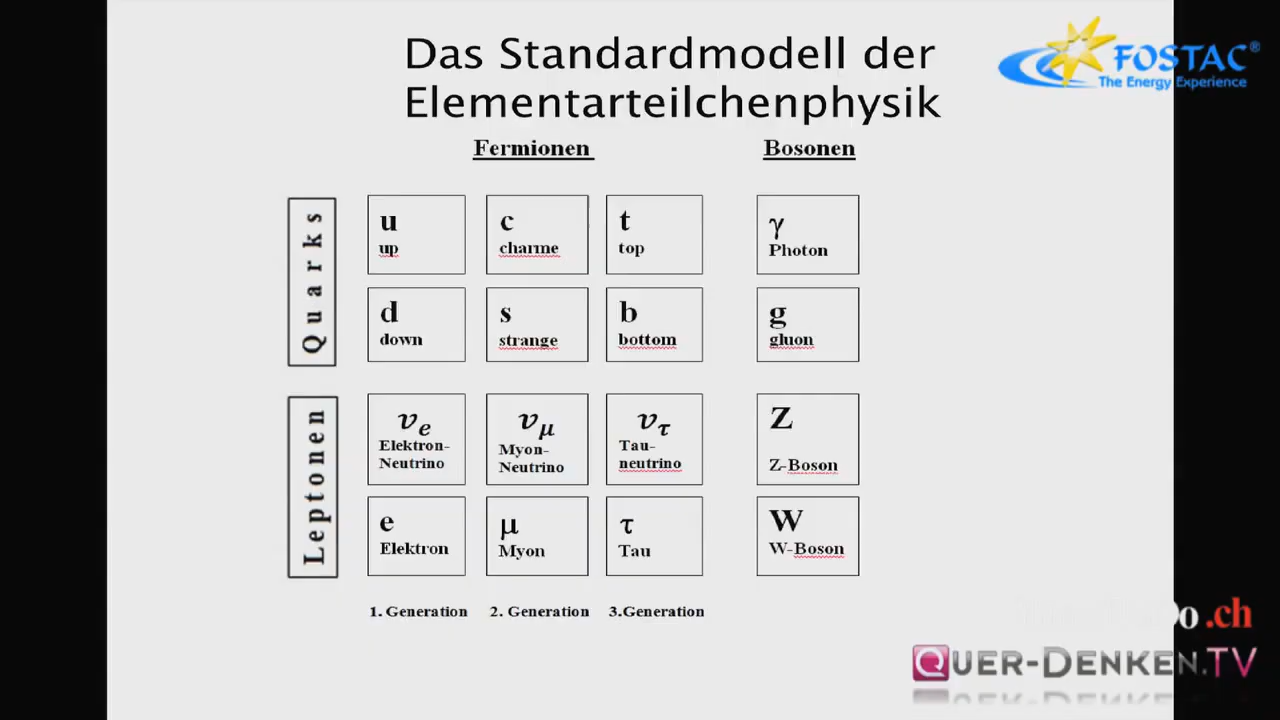 Das Standardmodell der
Elementarteilchenphysik
FOSTAC®
The Energy Experience
Fermionen
Bosonen
Quarks
u
up
c
charme
t
top
γ
Photon
d
down
s
strange
b
bottom
g
gluon
Leptonen
νe
Elektron-
Neutrino
νμ
Myon-
Neutrino
ντ
Tau-
neutrino
Z
Z-Boson
e
Elektron
μ
Myon
τ
Tau
W
W-Boson
1. Generation
2. Generation
3.Generation
.ch
QUER-DENKEN.TV